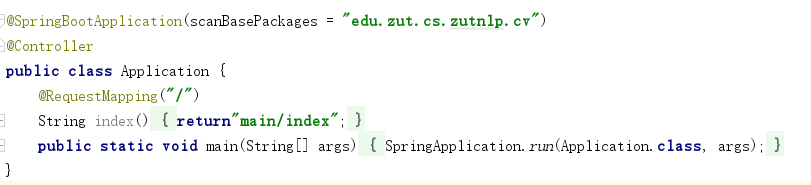 @SpringBootApplication(scanBasePackages = "edu.zut.cs.zutnlp.cv")
@Controller
public class Application {
@RequestMapping("/")
String index() { return"main/index"; }
public static void main(String[] args) { SpringApplication.run(Application.class, args); }
}